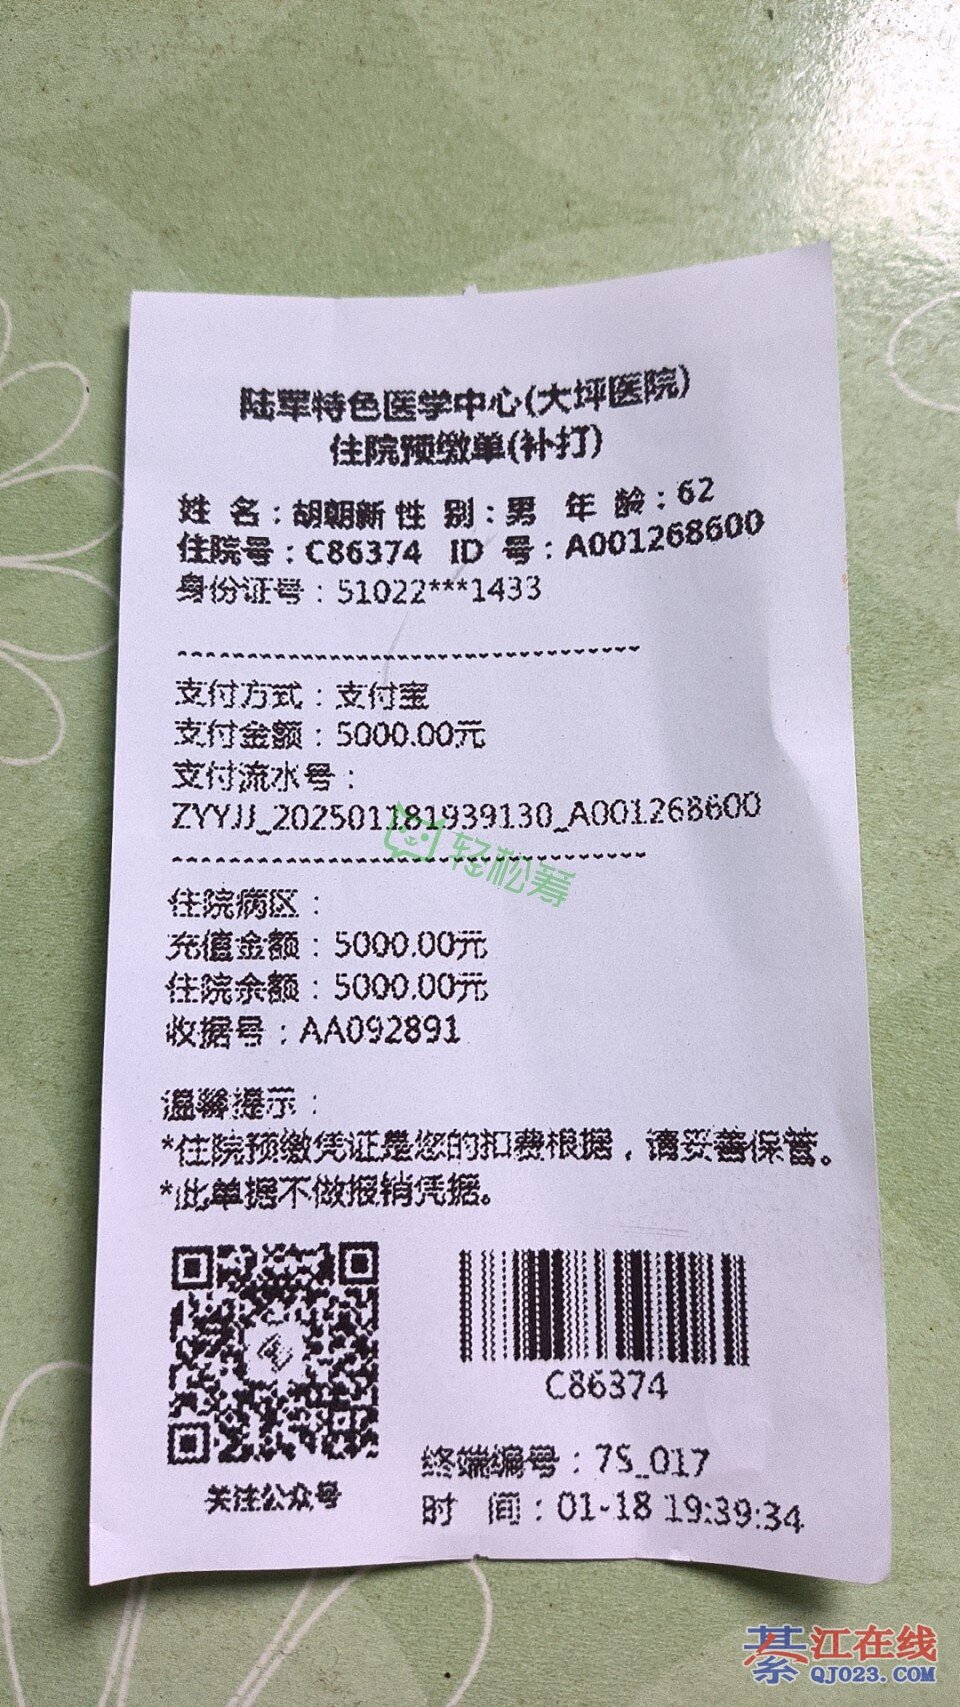 陆军特色医学中心(大坪医院)
住院预缴单(补打)
姓 名：胡朝新 性 别：男 年 龄：62
住院号：C86374 ID 号：A001268600
身份证号：51022***1433
--------------------------------
支付方式：支付宝
支付金额：5000.00元
支付流水号：
ZYYJJ_202501181939130_A001268600
轻松筹
--------------------------------
住院病区：
充值金额：5000.00元
住院余额：5000.00元
收据号：AA092891
温馨提示：
*住院预缴凭证是您的扣费根据，请妥善保管。
*此单据不做报销凭据。
C86374
关注公众号
终端编号：7S_017
时 间：01-18 19:39:34
綦江在线
QJ023.COM